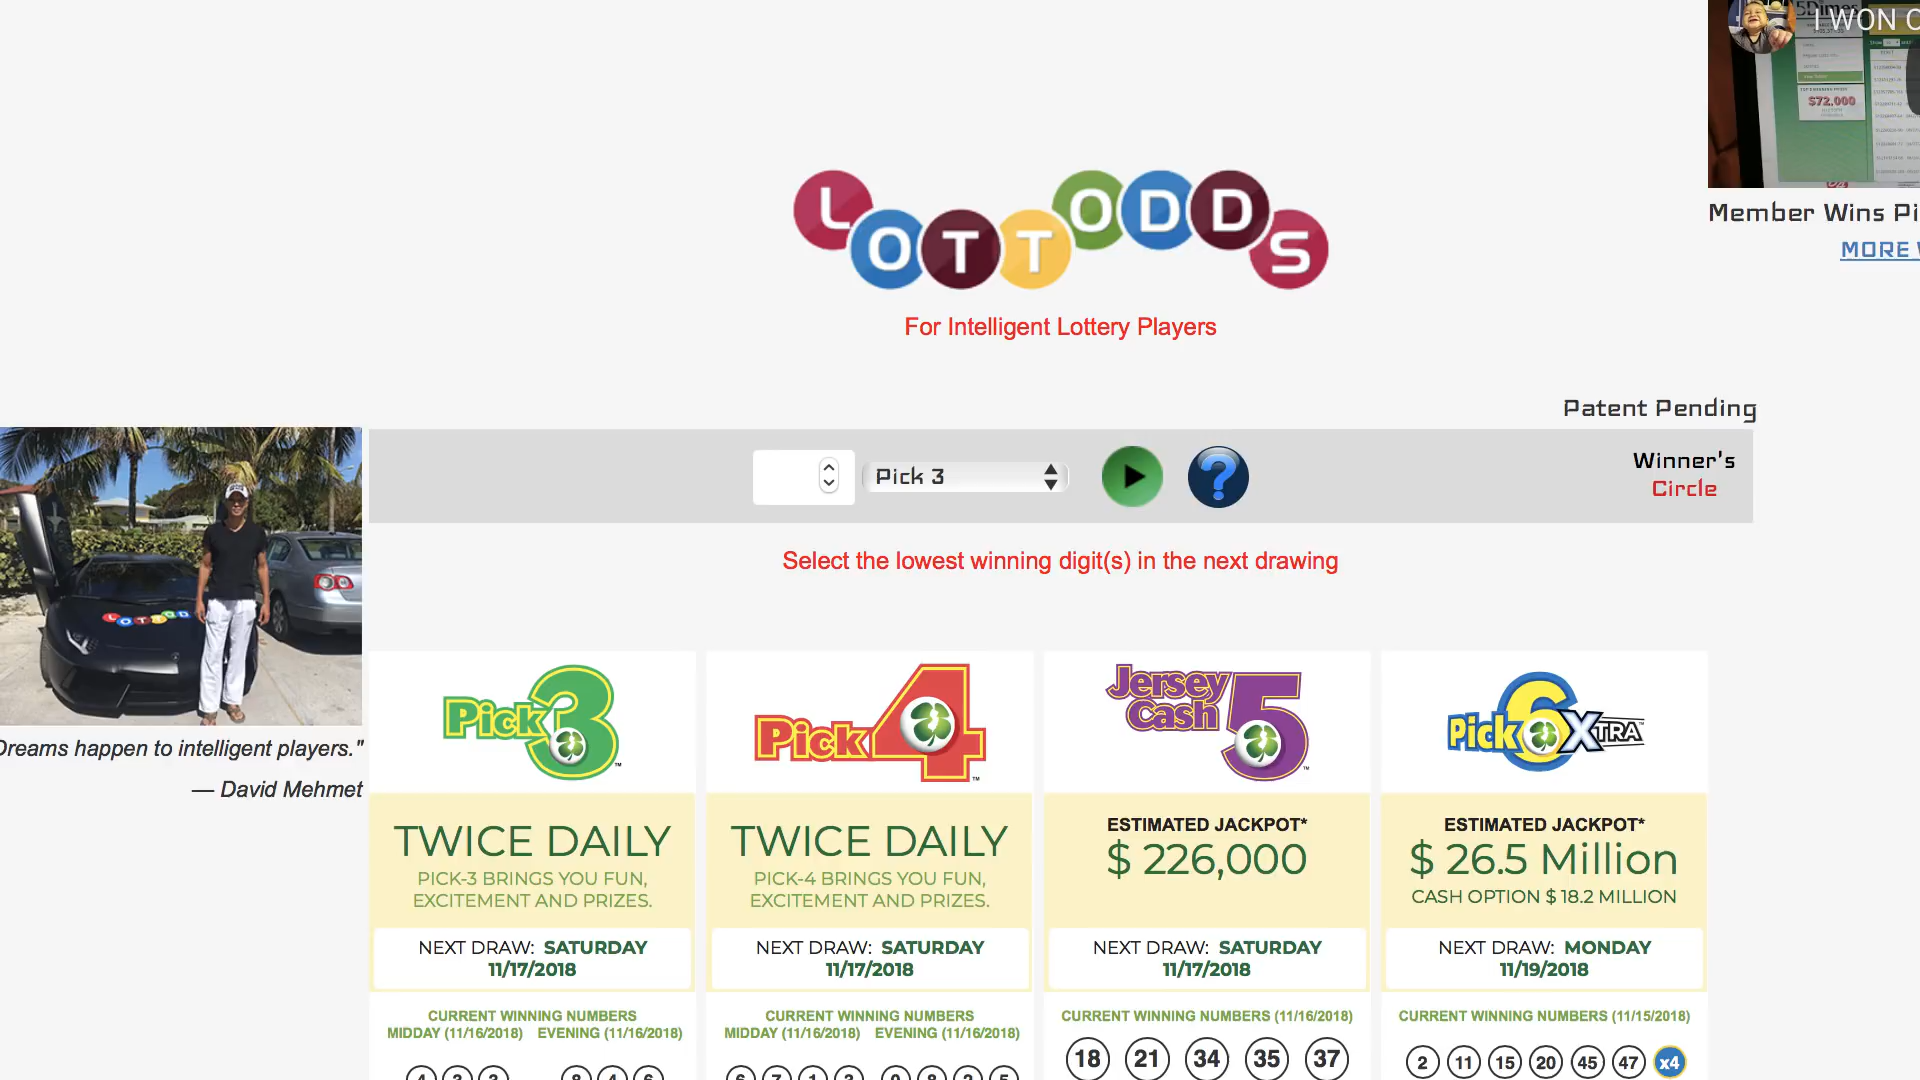 I WON
5Dimes
$72,000
Member Wins Pi
MORE
LOTTODDS
For Intelligent Lottery Players
Patent Pending
Pick 3
?
Winner's
Circle
Select the lowest winning digit(s) in the next drawing
Dreams happen to intelligent players."
— David Mehmet
Pick 3™
TWICE DAILY
PICK-3 BRINGS YOU FUN,
EXCITEMENT AND PRIZES.
NEXT DRAW: SATURDAY
11/17/2018
CURRENT WINNING NUMBERS
MIDDAY (11/16/2018) EVENING (11/16/2018)
Pick 4™
TWICE DAILY
PICK-4 BRINGS YOU FUN,
EXCITEMENT AND PRIZES.
NEXT DRAW: SATURDAY
11/17/2018
CURRENT WINNING NUMBERS
MIDDAY (11/16/2018) EVENING (11/16/2018)
Jersey
Cash 5™
ESTIMATED JACKPOT*
$ 226,000
NEXT DRAW: SATURDAY
11/17/2018
CURRENT WINNING NUMBERS (11/16/2018)
18 21 34 35 37
Pick 6 XTRA™
ESTIMATED JACKPOT*
$ 26.5 Million
CASH OPTION $ 18.2 MILLION
NEXT DRAW: MONDAY
11/19/2018
CURRENT WINNING NUMBERS (11/15/2018)
2 11 15 20 45 47 x4